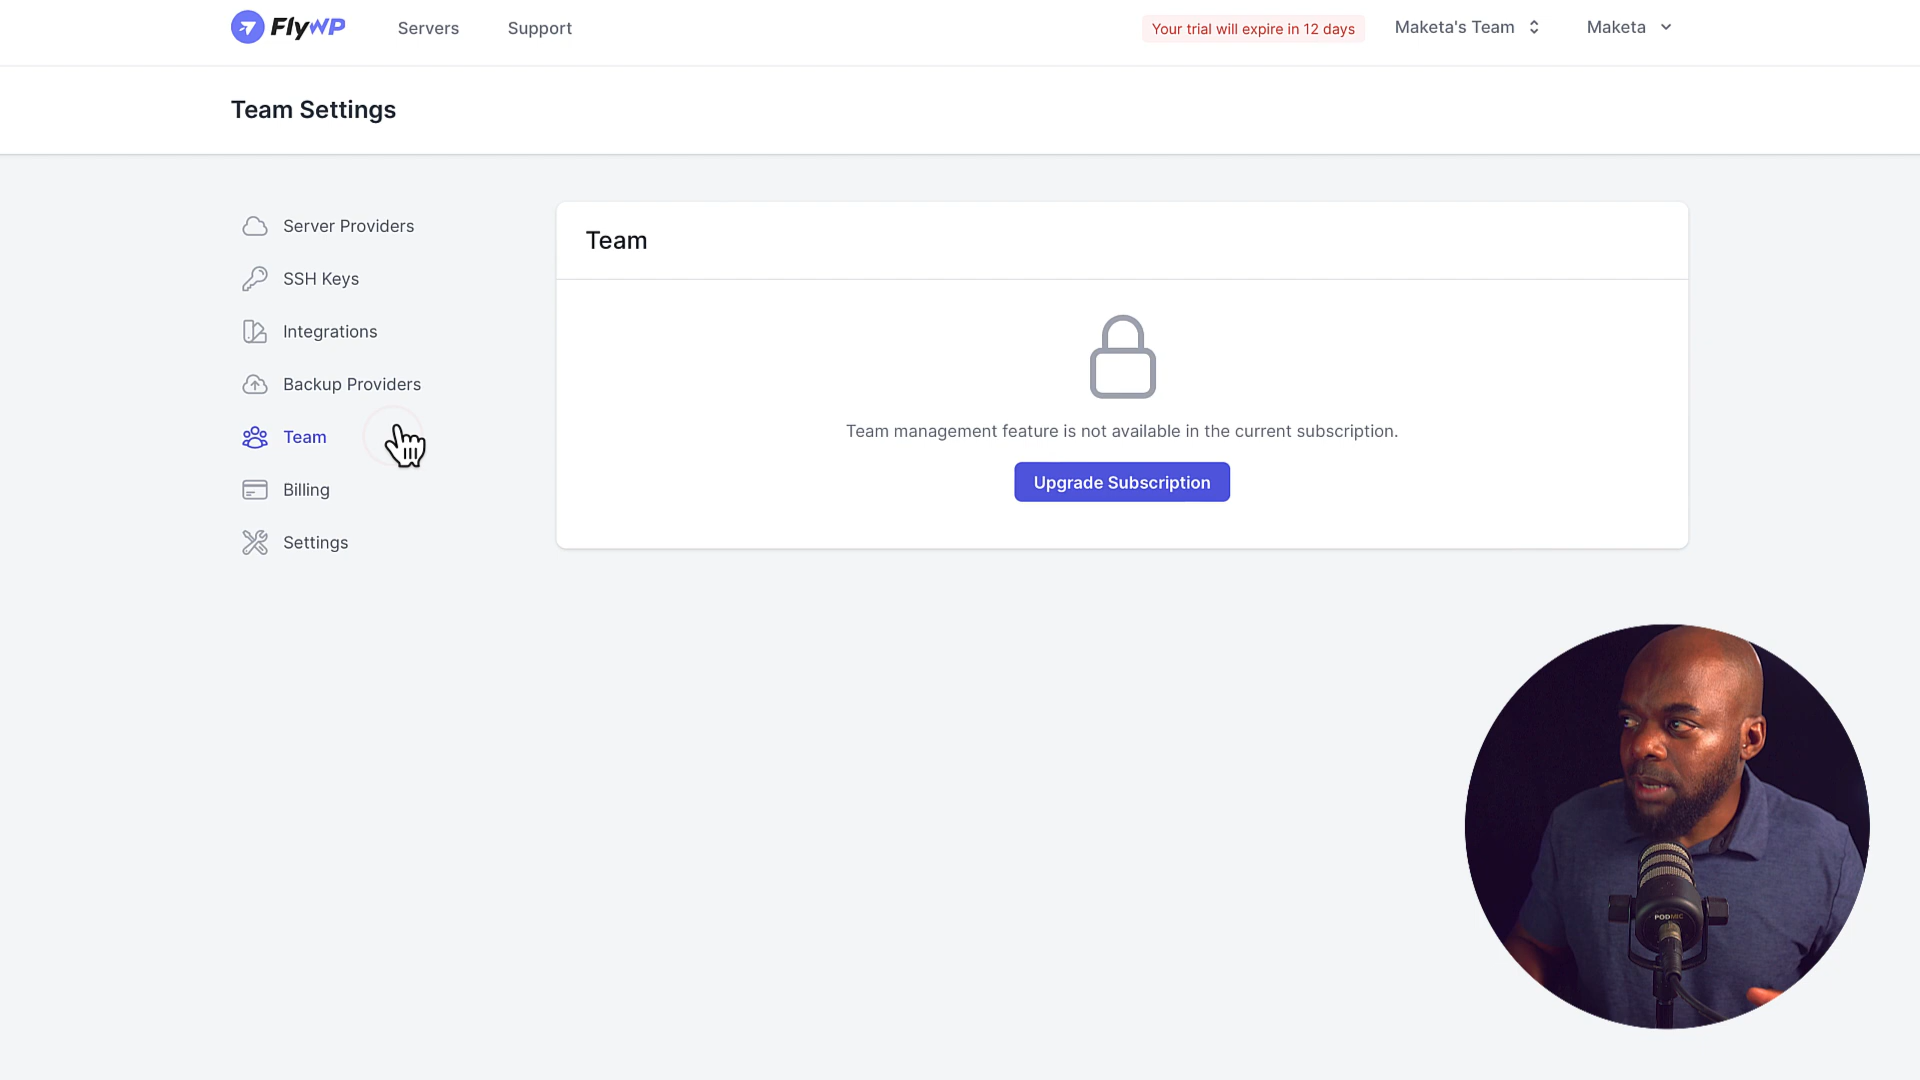 FlyWP
Servers
Support
Your trial will expire in 12 days
Maketa's Team
Maketa
Team Settings
Server Providers
SSH Keys
Integrations
Backup Providers
Team
Billing
Settings
Team
Team management feature is not available in the current subscription.
Upgrade Subscription
PODMIC